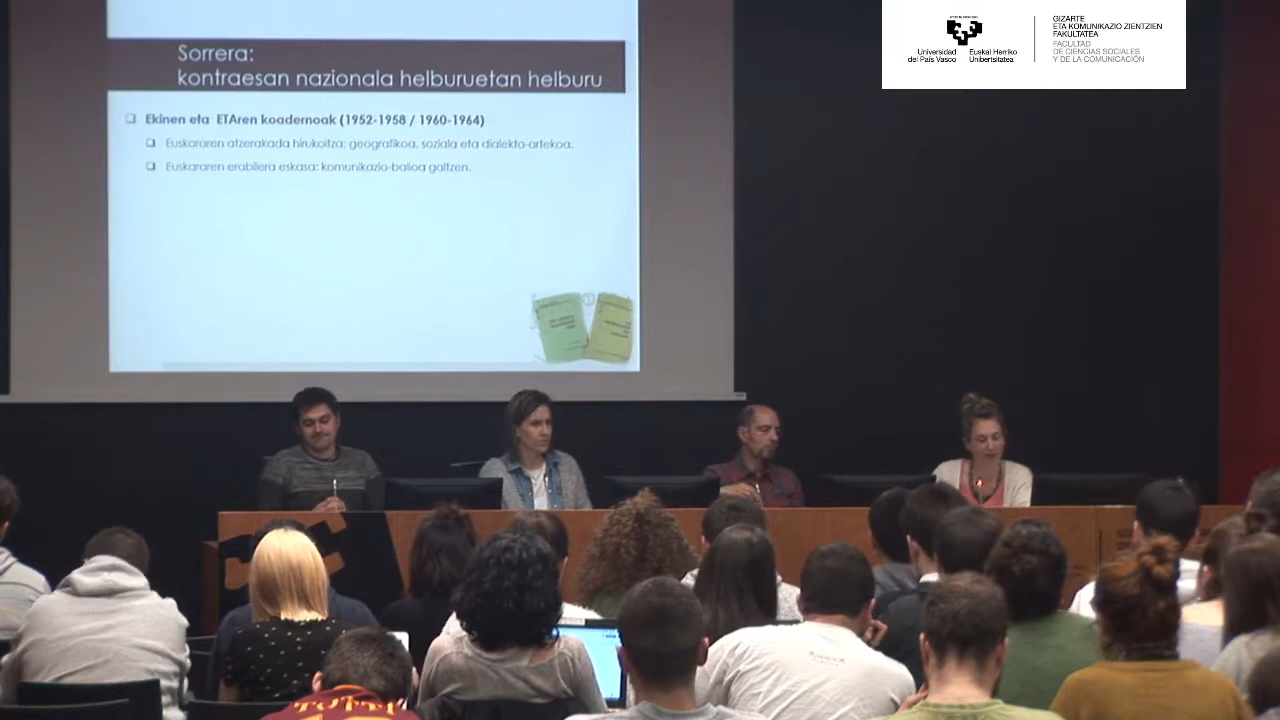 Sorrera:
kontraesan nazionala helburuetan helburu
Ekinen eta ETAren koadernoak (1952-1958 / 1960-1964)
Euskararen atzerakada hirukoitza: geografikoa, soziala eta dialekto-artekoa.
Euskararen erabilera eskasa: komunikazio-balioa galtzen.
Universidad
del País Vasco
Euskal Herriko
Unibertsitatea
GIZARTE
ETA KOMUNIKAZIO ZIENTZIEN
FAKULTATEA
FACULTAD
DE CIENCIAS SOCIALES
Y DE LA COMUNICACIÓN
TOTTI